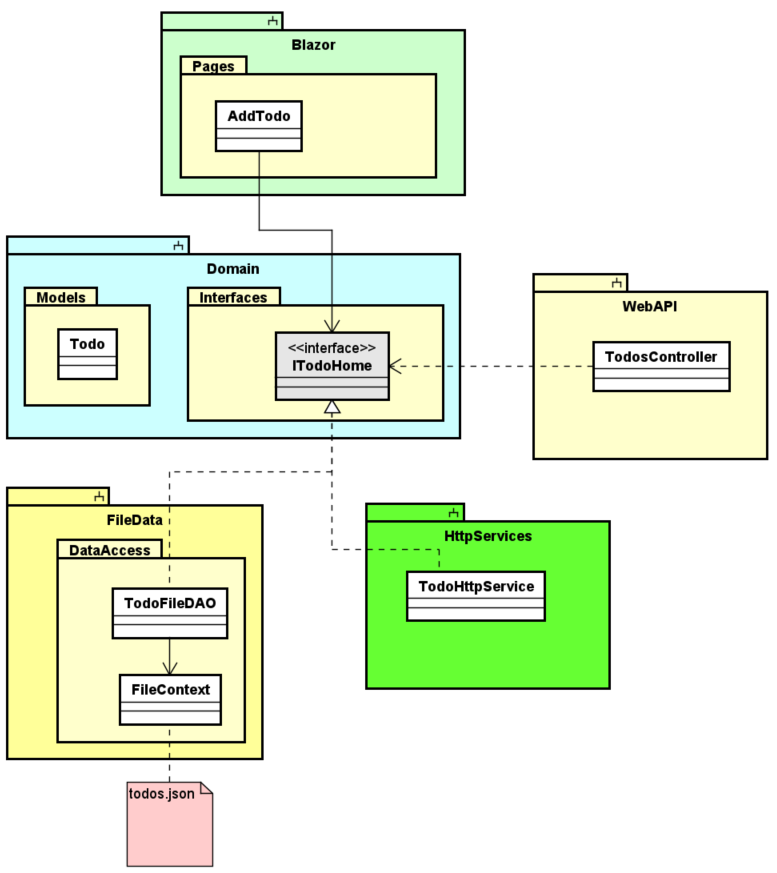 Blazor
Pages
AddTodo
Domain
Models
Interfaces
Todo
<<interface>>
ITodoHome
WebAPI
TodosController
FileData
DataAccess
TodoFileDAO
FileContext
HttpServices
TodoHttpService
todos.json